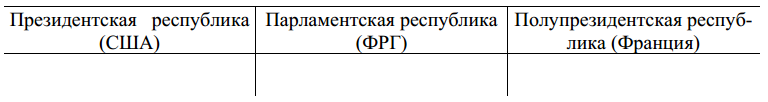 Президентская республика (США)
Парламентская республика (ФРГ)
Полупрезидентская респуб-
лика (Франция)